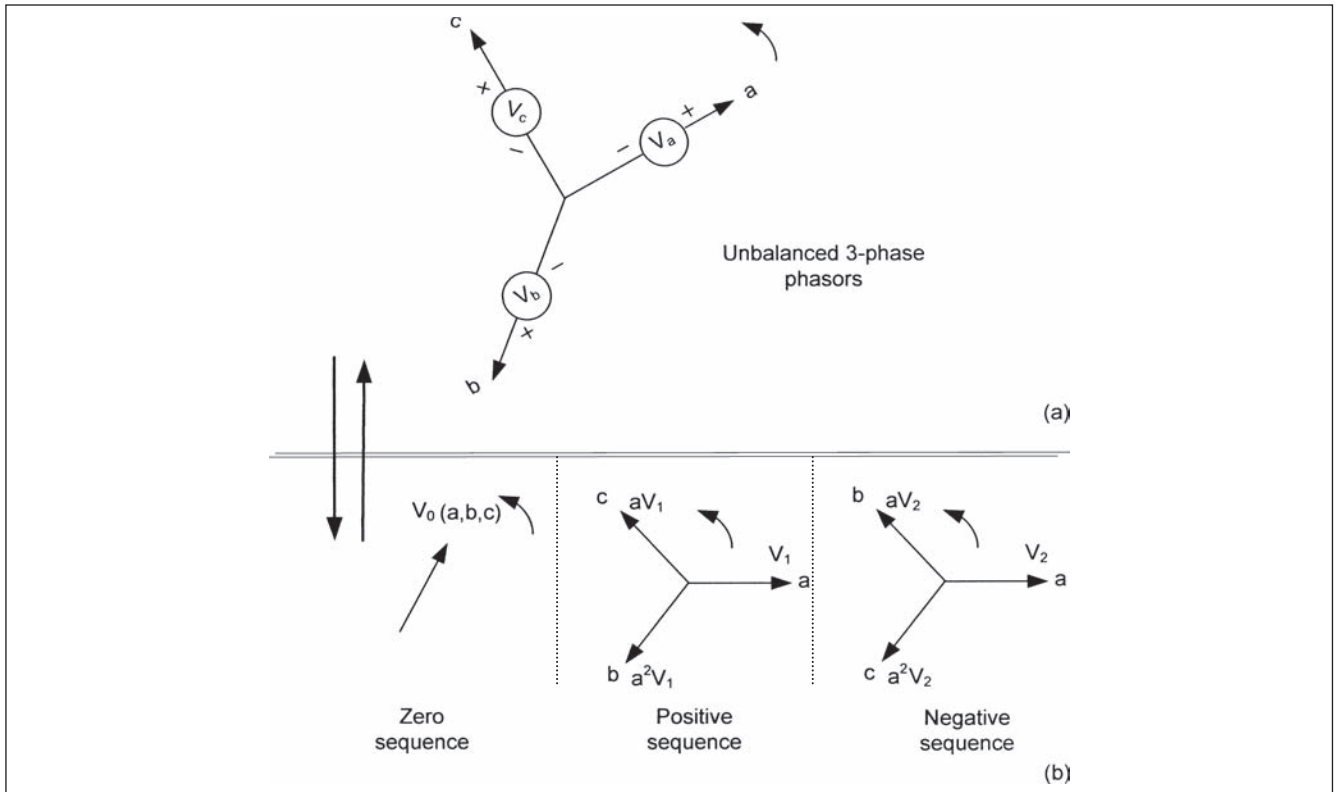 c
+
V_c
−
a
+
V_a
−
−
V_b
+
b
Unbalanced 3-phase
phasors
(a)
V₀ (a,b,c)
c aV₁
V₁
a
b a²V₁
b aV₂
V₂
a
c a²V₂
Zero
sequence
Positive
sequence
Negative
sequence
(b)